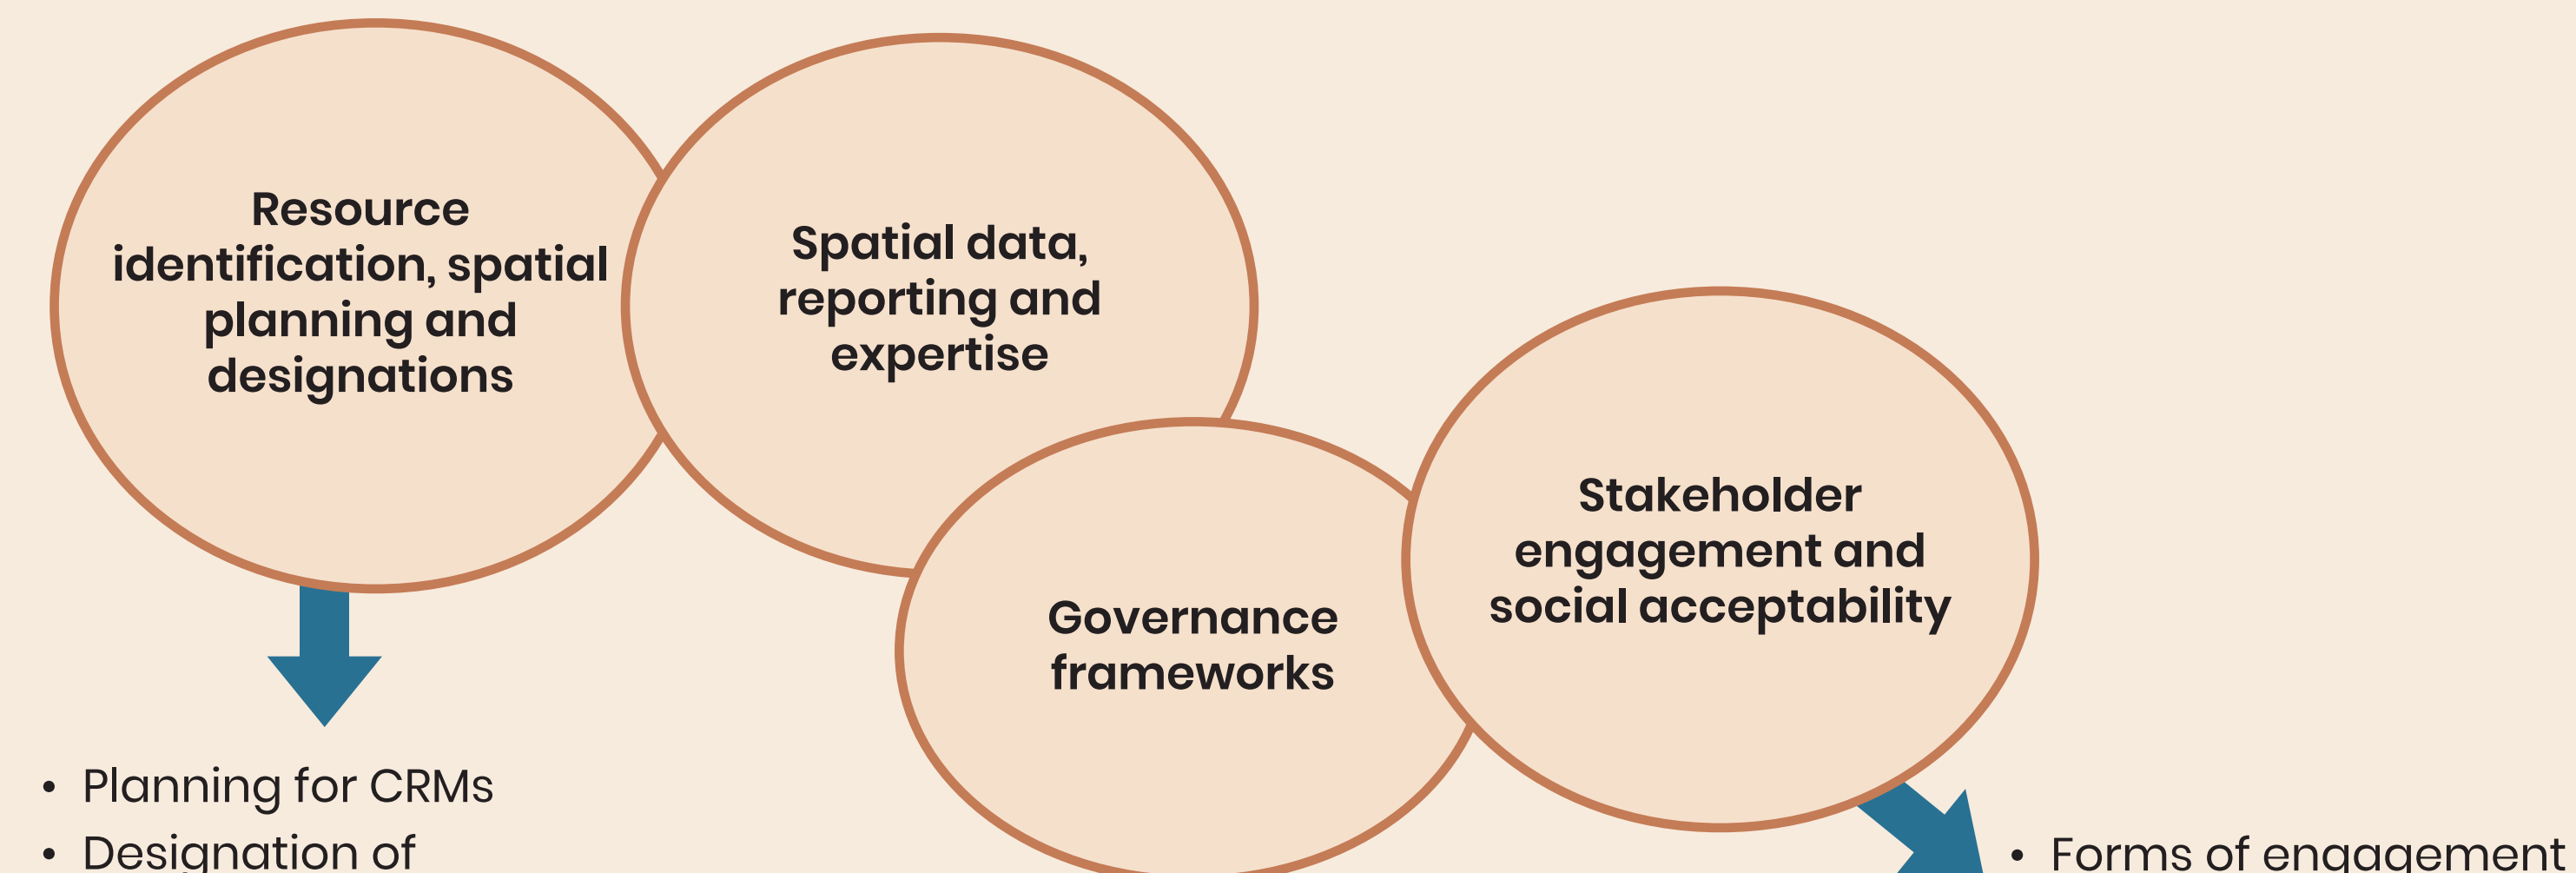 Resource
identification, spatial
planning and
designations
Spatial data,
reporting and
expertise
Governance
frameworks
Stakeholder
engagement and
social acceptability
• Planning for CRMs
• Designation of
• Forms of engagement